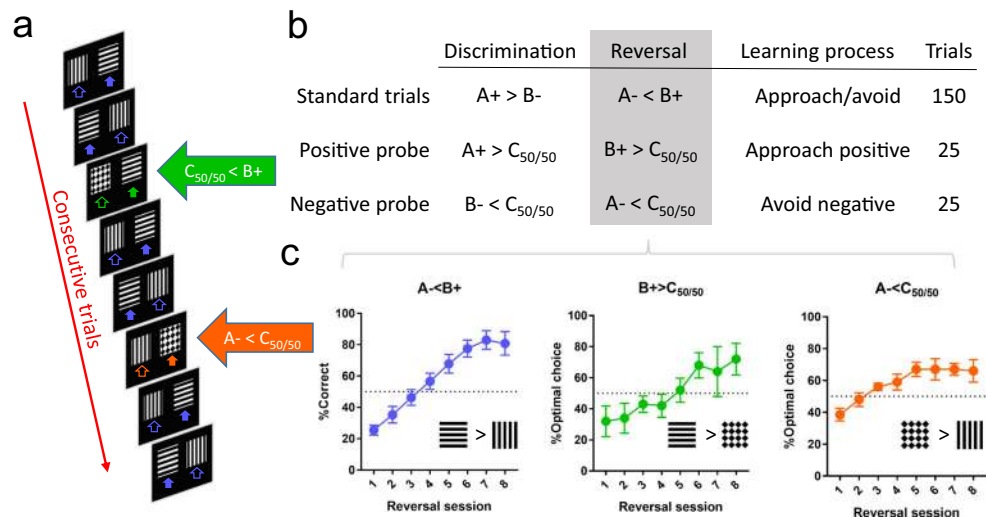 a
Consecutive trials
C50/50 < B+
A- < C50/50
b
Discrimination Reversal Learning process Trials
Standard trials A+ > B- A- < B+ Approach/avoid 150
Positive probe A+ > C50/50 B+ > C50/50 Approach positive 25
Negative probe B- < C50/50 A- < C50/50 Avoid negative 25
c
A-<B+
%Correct
100
80
60
40
20
0
>
1 2 3 4 5 6 7 8
Reversal session
B+>C50/50
%Optimal choice
100
80
60
40
20
0
>
1 2 3 4 5 6 7 8
Reversal session
A-<C50/50
%Optimal choice
100
80
60
40
20
0
>
1 2 3 4 5 6 7 8
Reversal session